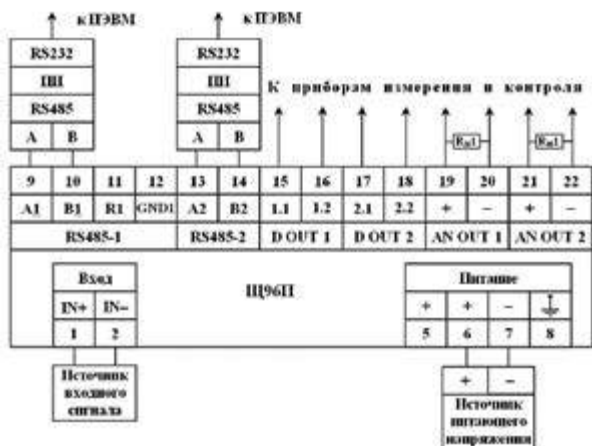 к ПЭВМ к ПЭВМ
RS232 RS232
ПИ ПИ
RS485 RS485
К приборам измерения и контроля
A B A B
9 10 11 12 13 14 15 16 17 18 19 20 21 22
A1 B1 R1 GND1 A2 B2 1.1 1.2 2.1 2.2 + − + −
RS485-1 RS485-2 D OUT 1 D OUT 2 AN OUT 1 AN OUT 2
Вход Щ96П Питание
IN+ IN− + + −
1 2 5 6 7 8
Источник входного сигнала
+ −
Источник питающего напряжения